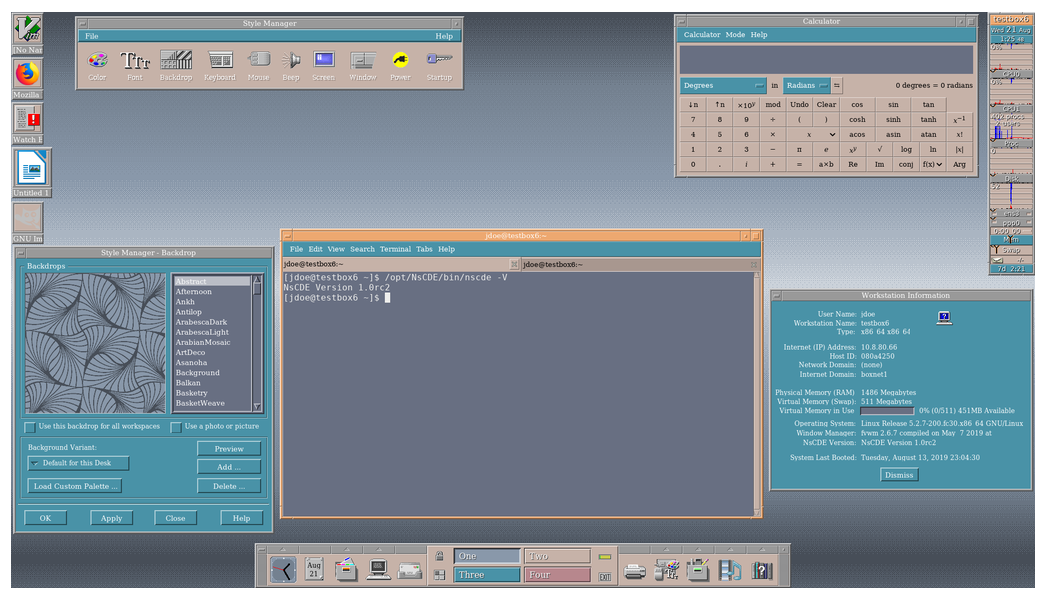 [No Nar
Mozilla
Watch E
Untitled 1
GNU Im
Style Manager
File Help
Color Font Backdrop Keyboard Mouse Beep Screen Window Power Startup
Calculator
Calculator Mode Help
Degrees in Radians 0 degrees = 0 radians
↓n ↑n ×10ʸ mod Undo Clear cos sin tan
7 8 9 ÷ ( ) cosh sinh tanh x⁻¹
4 5 6 × x acos asin atan x!
1 2 3 − π e xʸ √ log ln |x|
0 . i + = a×b Re Im conj f(x) Arg
testbox6
Wed 21 Aug
1:25:48
0%
CPU0
0%
CPU1
Proc
0
Disk
52
ens3
ppp0
Mem
Swap
7d 2:21
Style Manager - Backdrop
Backdrops
Abstract
Afternoon
Ankh
Antilop
ArabescaDark
ArabescaLight
ArabianMosaic
ArtDeco
Asanoha
Background
Balkan
Basketry
BasketWeave
Use this backdrop for all workspaces Use a photo or picture
Background Variant:
Default for this Desk
Load Custom Palette ...
Preview
Add ...
Delete ...
OK Apply Close Help
jdoe@testbox6:~
File Edit View Search Terminal Tabs Help
jdoe@testbox6:~ jdoe@testbox6:~
[jdoe@testbox6 ~]$ /opt/NsCDE/bin/nscde -V
NsCDE Version 1.0rc2
[jdoe@testbox6 ~]$
Workstation Information
User Name: jdoe
Workstation Name: testbox6
Type: x86_64 x86_64
Internet (IP) Address: 10.8.80.66
Host ID: 080a4250
Network Domain: (none)
Internet Domain: boxnet1
Physical Memory (RAM) 1486 Megabytes
Virtual Memory (Swap): 511 Megabytes
Virtual Memory in Use 0% (0/511) 451MB Available
Operating System: Linux Release 5.2.7-200.fc30.x86_64 GNU/Linux
Window Manager: fvwm 2.6.7 compiled on May 7 2019 at
NsCDE Version: NsCDE Version 1.0rc2
System Last Booted: Tuesday, August 13, 2019 23:04:30
Dismiss
Aug
21
One Two
Three Four
EXIT